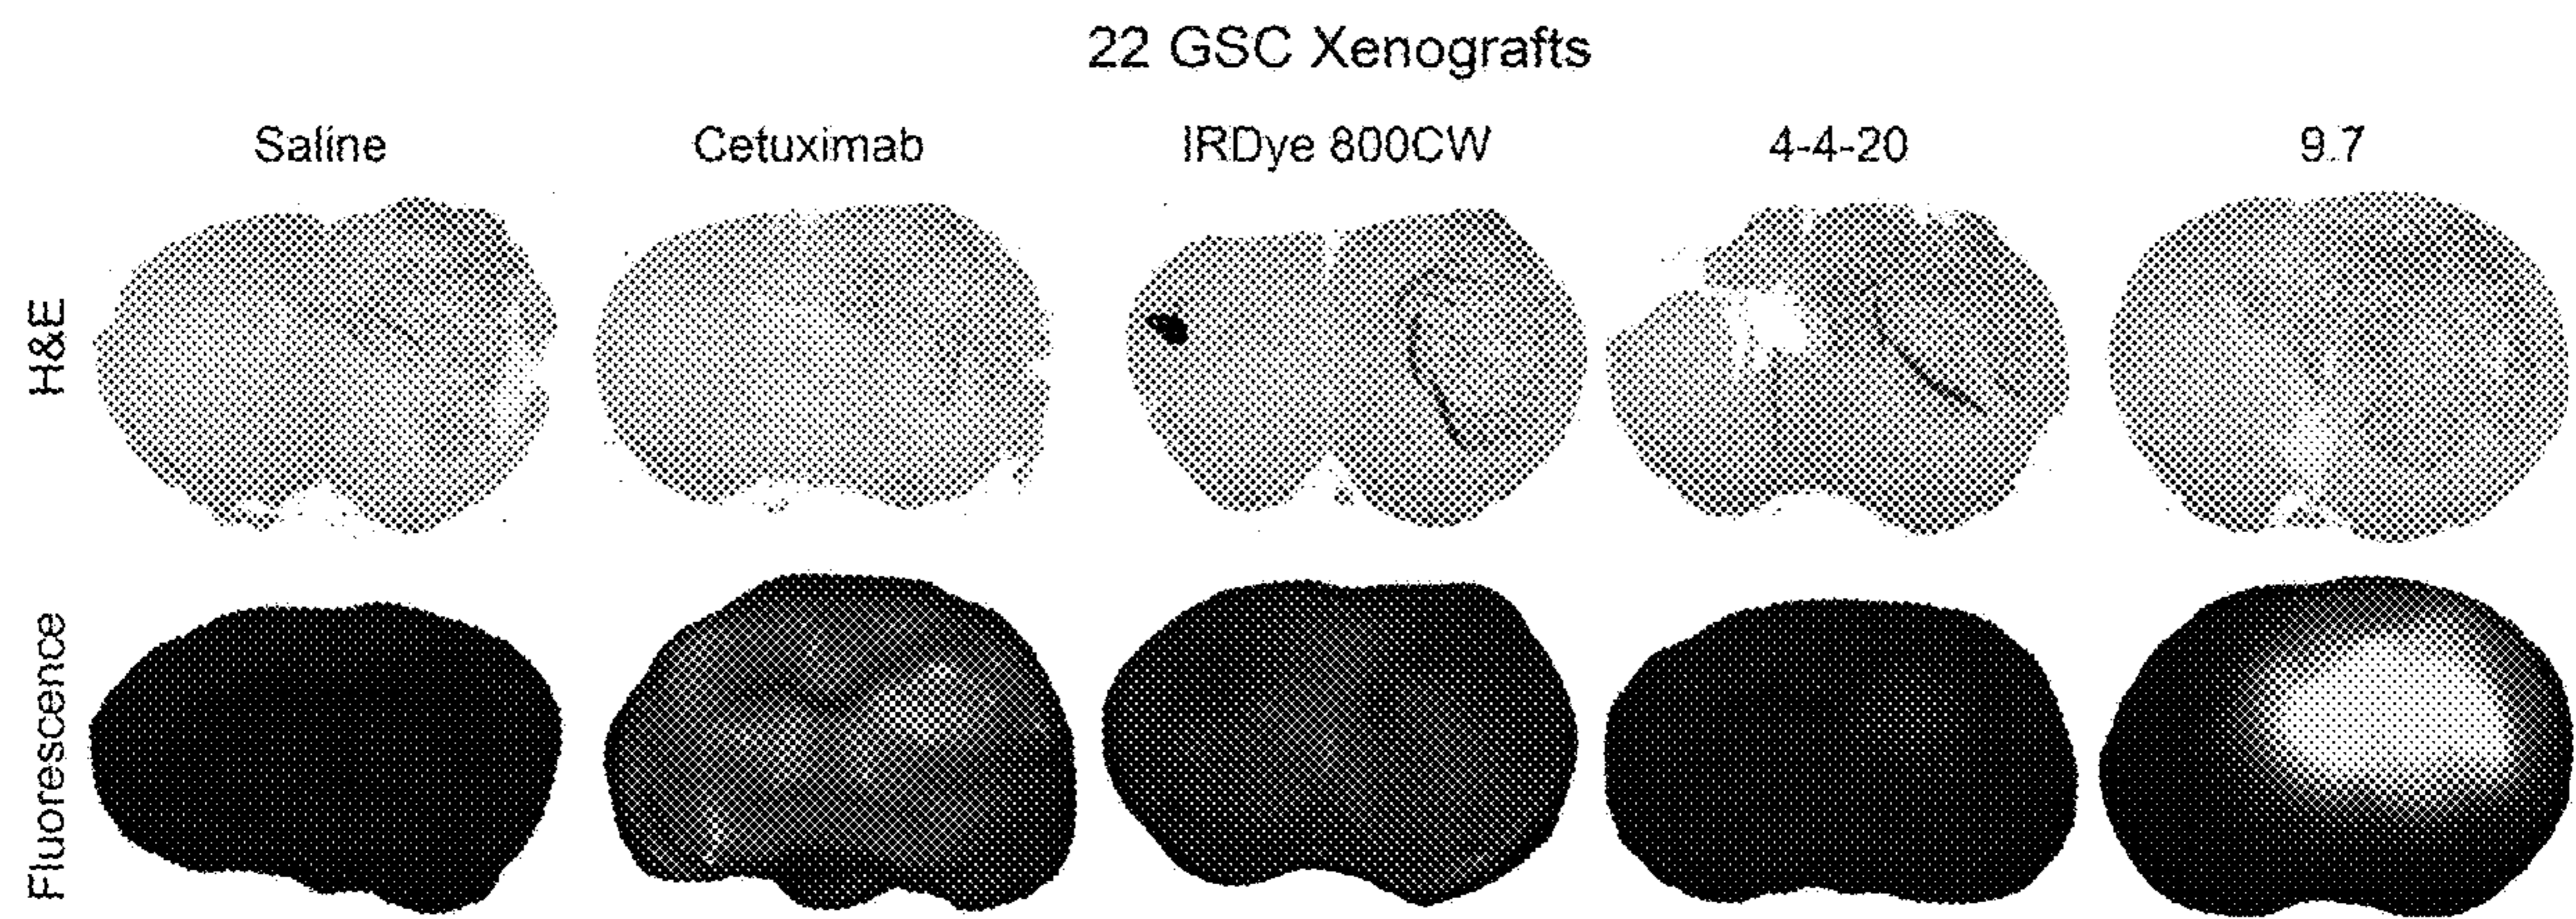 22 GSC Xenografts
Saline Cetuximab IRDye 800CW 4-4-20 9.7
H&E
Fluorescence